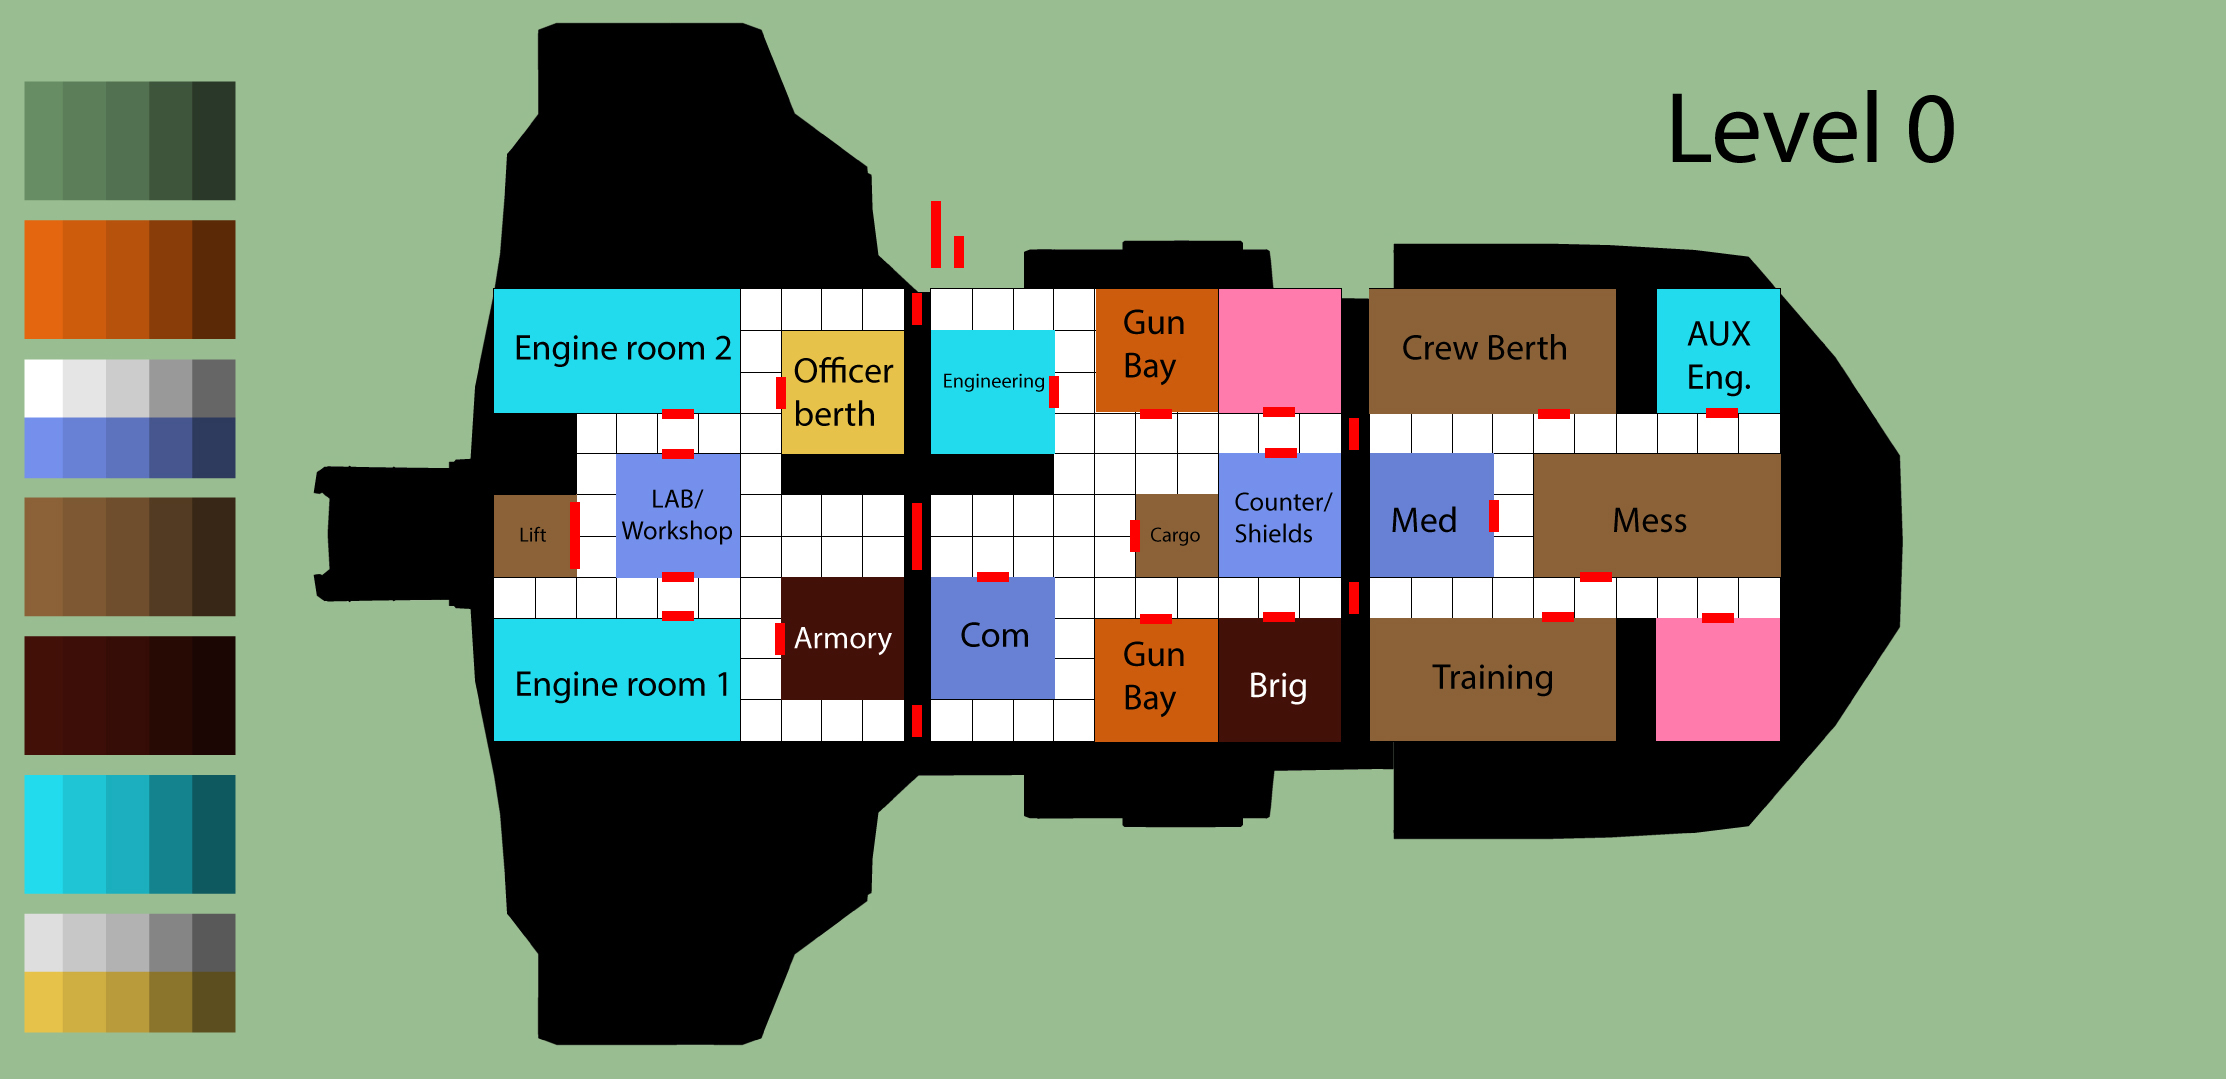 Level 0
Engine room 2
Officer
berth
Engineering
Gun
Bay
Crew Berth
AUX
Eng.
Lift
LAB/
Workshop
Cargo
Counter/
Shields
Med
Mess
Engine room 1
Armory
Com
Gun
Bay
Brig
Training